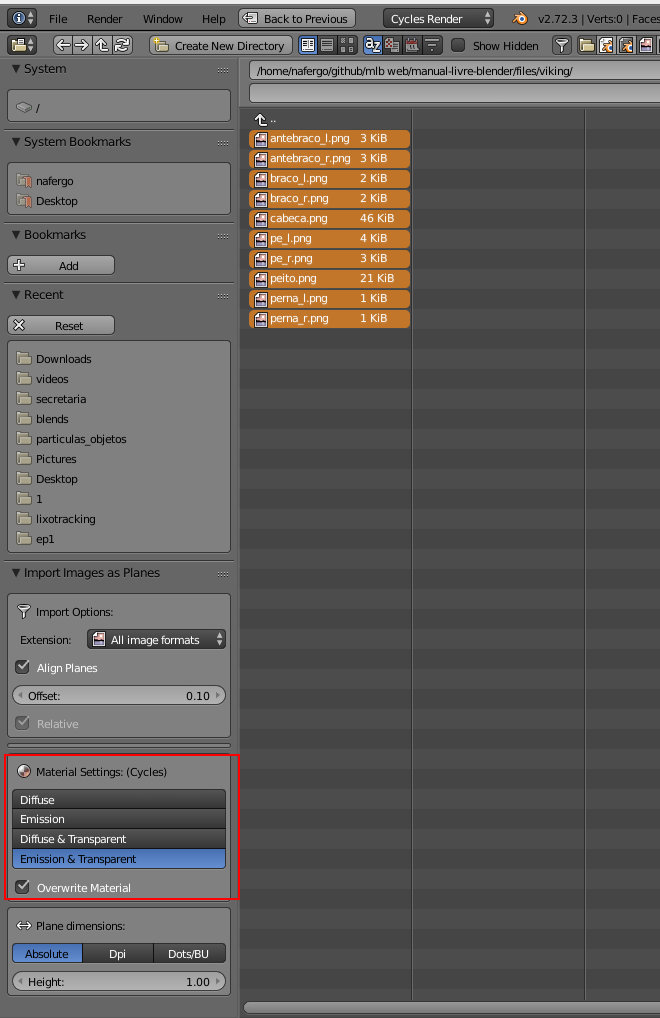 File Render Window Help Back to Previous Cycles Render v2.72.3 | Verts:0 | Faces
Create New Directory Show Hidden
System
/
System Bookmarks
nafergo
Desktop
Bookmarks
Add
Recent
Reset
Downloads
videos
secretaria
blends
particulas_objetos
Pictures
Desktop
1
lixotracking
ep1
Import Images as Planes
Import Options:
Extension: All image formats
Align Planes
Offset: 0.10
Relative
Material Settings: (Cycles)
Diffuse
Emission
Diffuse & Transparent
Emission & Transparent
Overwrite Material
Plane dimensions:
Absolute Dpi Dots/BU
Height: 1.00
/home/nafergo/github/mlb web/manual-livre-blender/files/viking/
..
antebraco_l.png 3 KiB
antebraco_r.png 3 KiB
braco_l.png 2 KiB
braco_r.png 2 KiB
cabeca.png 46 KiB
pe_l.png 4 KiB
pe_r.png 3 KiB
peito.png 21 KiB
perna_l.png 1 KiB
perna_r.png 1 KiB